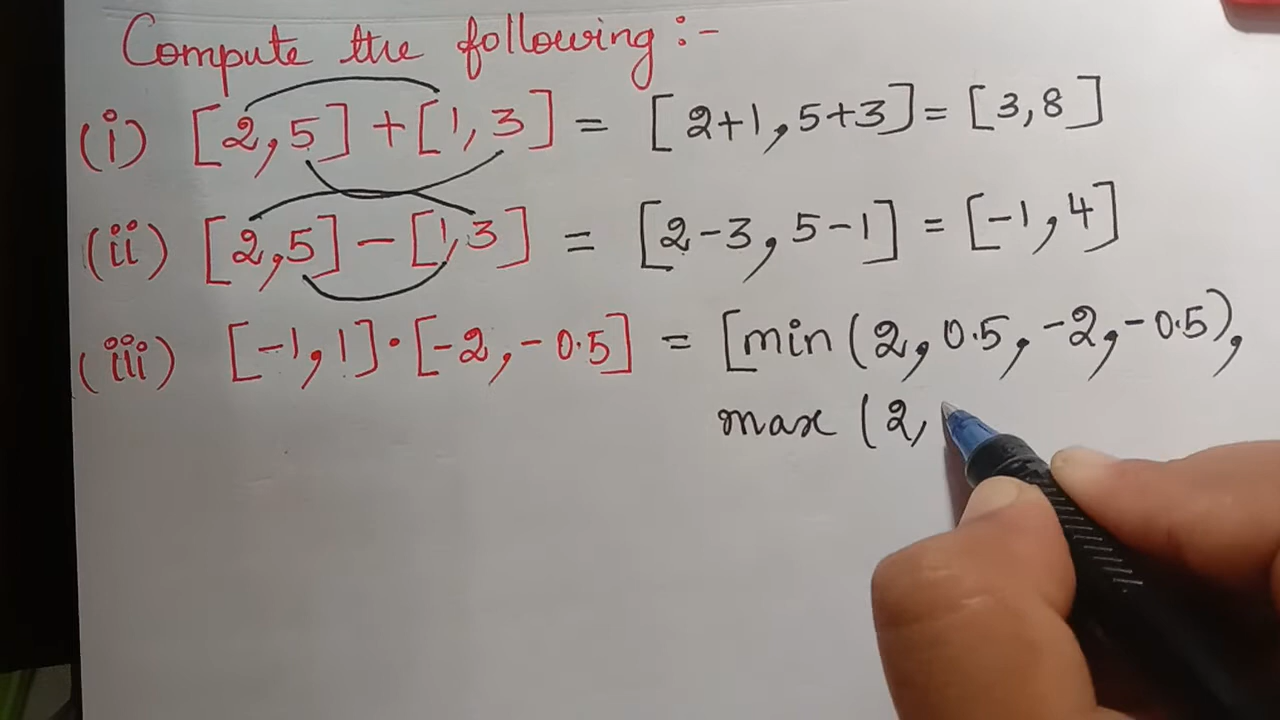 Compute the following :-
(i) [2,5] + [1,3] = [2+1, 5+3] = [3,8]
(ii) [2,5] - [1,3] = [2-3, 5-1] = [-1,4]
(iii) [-1,1] · [-2,-0.5] = [min (2, 0.5, -2, -0.5),
max (2,